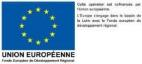 Cette opération est cofinancée par
l'Union européenne.
L'Europe s'engage dans le bassin de
la Loire avec le Fonds européen de
développement régional.
UNION EUROPÉENNE
Fonds Européen de Développement Régional